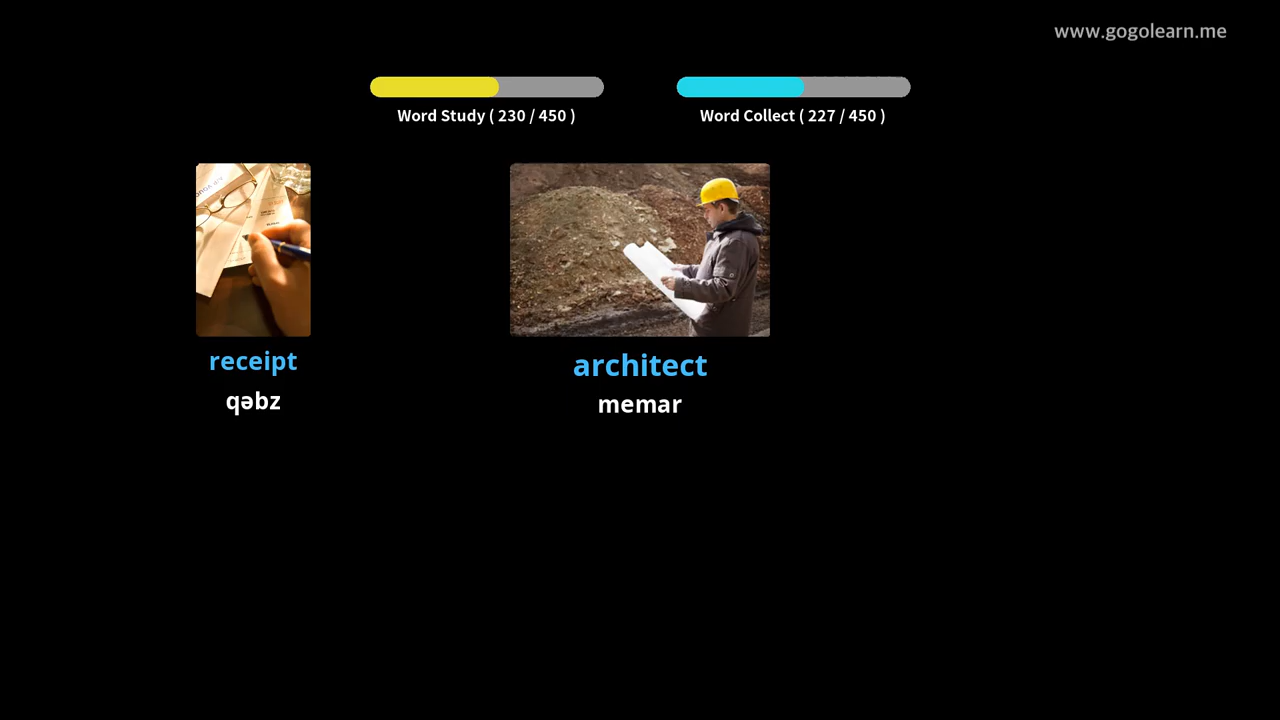 www.gogolearn.me
Word Study ( 230 / 450 )
Word Collect ( 227 / 450 )
receipt
qəbz
architect
memar